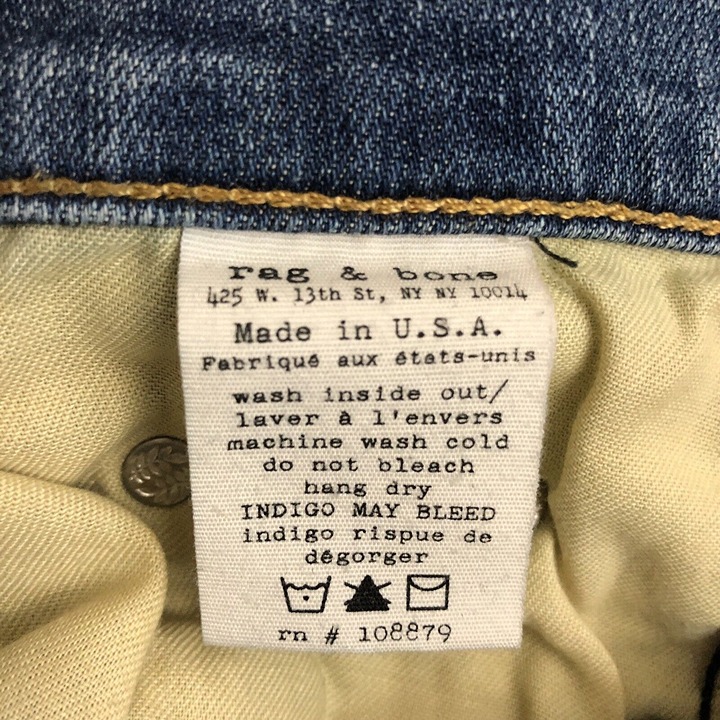 rag & bone
425 W. 13th St, NY NY 10014
Made in U.S.A.
Fabriqué aux états-unis
wash inside out/
laver à l'envers
machine wash cold
do not bleach
hang dry
INDIGO MAY BLEED
indigo rispue de
dégorger
rn # 108879